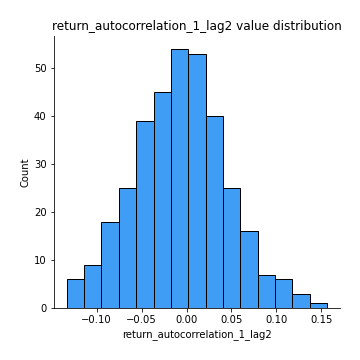 return_autocorrelation_1_lag2 value distribution
50
40
30
20
10
0
Count
−0.10 −0.05 0.00 0.05 0.10 0.15
return_autocorrelation_1_lag2